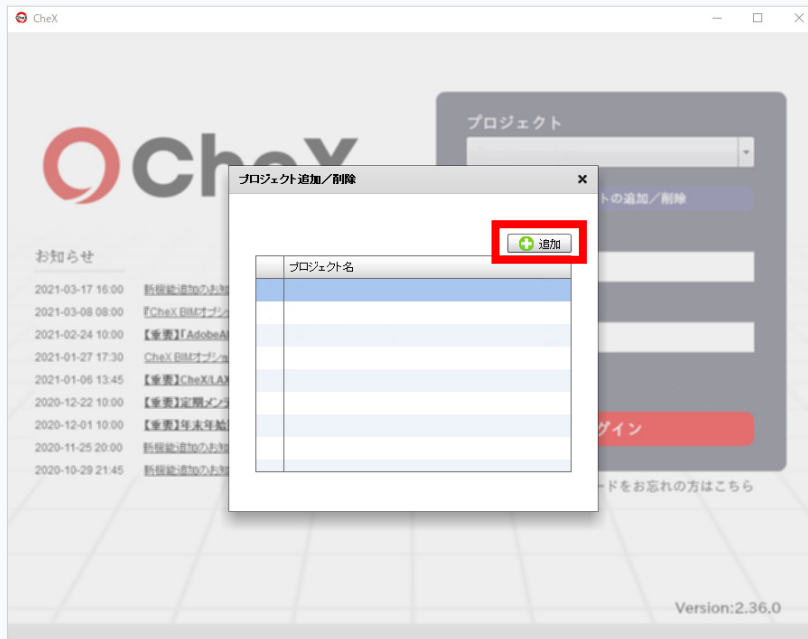 CheX
CheX
プロジェクト
プロジェクト追加／削除
トの追加／削除
追加
プロジェクト名
お知らせ
2021-03-17 16:00 新機能追加のお知
2021-03-08 08:00 『CheX BIMオプショ
2021-02-24 10:00 【重要】「AdobeAI
2021-01-27 17:30 CheX BIMオプショ
2021-01-06 13:45 【重要】CheX/LAX
2020-12-22 10:00 【重要】定期メンテ
2020-12-01 10:00 【重要】年末年始
2020-11-25 20:00 新機能追加のお知
2020-10-29 21:45 新機能追加のお知
グイン
ードをお忘れの方はこちら
Version:2.36.0